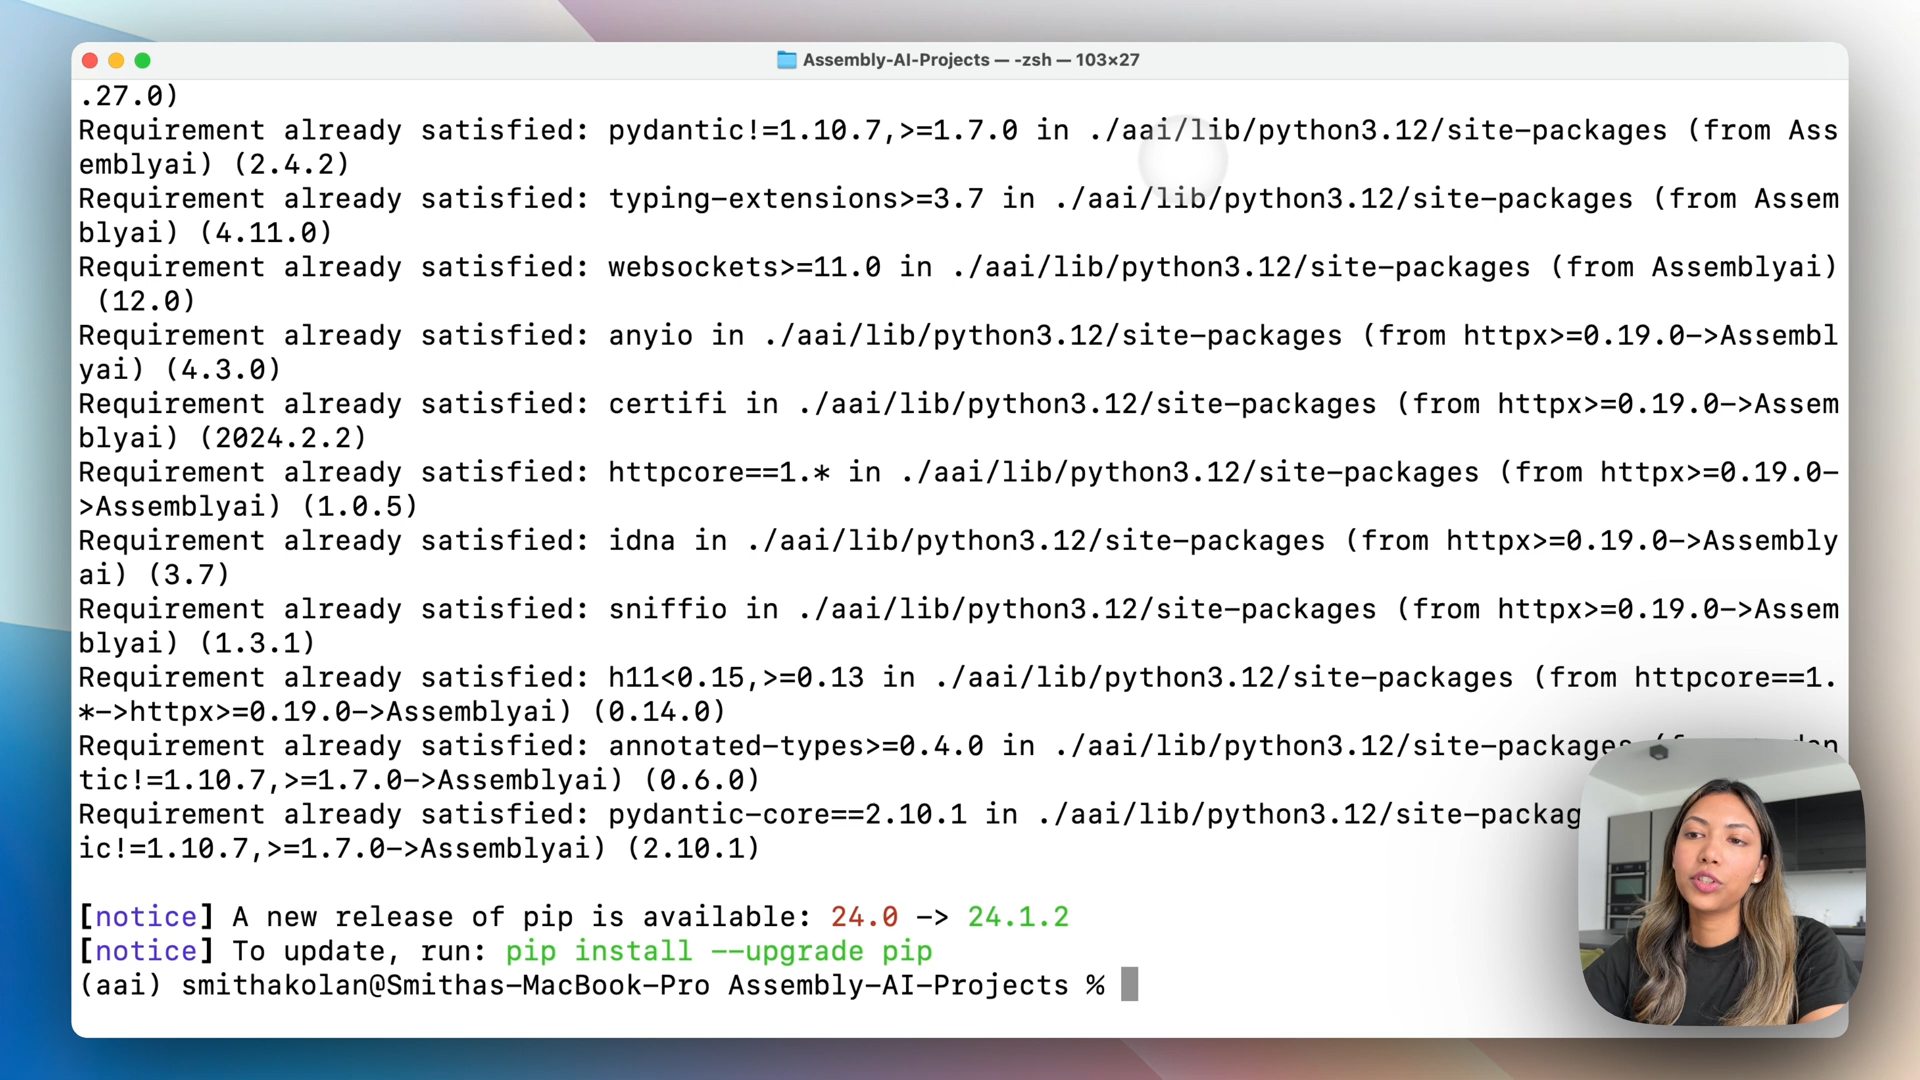 Assembly-AI-Projects — -zsh — 103×27
.27.0)
Requirement already satisfied: pydantic!=1.10.7,>=1.7.0 in ./aai/lib/python3.12/site-packages (from Ass
emblyai) (2.4.2)
Requirement already satisfied: typing-extensions>=3.7 in ./aai/lib/python3.12/site-packages (from Assem
blyai) (4.11.0)
Requirement already satisfied: websockets>=11.0 in ./aai/lib/python3.12/site-packages (from Assemblyai)
(12.0)
Requirement already satisfied: anyio in ./aai/lib/python3.12/site-packages (from httpx>=0.19.0->Assembl
yai) (4.3.0)
Requirement already satisfied: certifi in ./aai/lib/python3.12/site-packages (from httpx>=0.19.0->Assem
blyai) (2024.2.2)
Requirement already satisfied: httpcore==1.* in ./aai/lib/python3.12/site-packages (from httpx>=0.19.0-
>Assemblyai) (1.0.5)
Requirement already satisfied: idna in ./aai/lib/python3.12/site-packages (from httpx>=0.19.0->Assembly
ai) (3.7)
Requirement already satisfied: sniffio in ./aai/lib/python3.12/site-packages (from httpx>=0.19.0->Assem
blyai) (1.3.1)
Requirement already satisfied: h11<0.15,>=0.13 in ./aai/lib/python3.12/site-packages (from httpcore==1.
*->httpx>=0.19.0->Assemblyai) (0.14.0)
Requirement already satisfied: annotated-types>=0.4.0 in ./aai/lib/python3.12/site-packages
tic!=1.10.7,>=1.7.0->Assemblyai) (0.6.0)
Requirement already satisfied: pydantic-core==2.10.1 in ./aai/lib/python3.12/site-packag
ic!=1.10.7,>=1.7.0->Assemblyai) (2.10.1)
[notice] A new release of pip is available: 24.0 -> 24.1.2
[notice] To update, run: pip install --upgrade pip
(aai) smithakolan@Smithas-MacBook-Pro Assembly-AI-Projects %